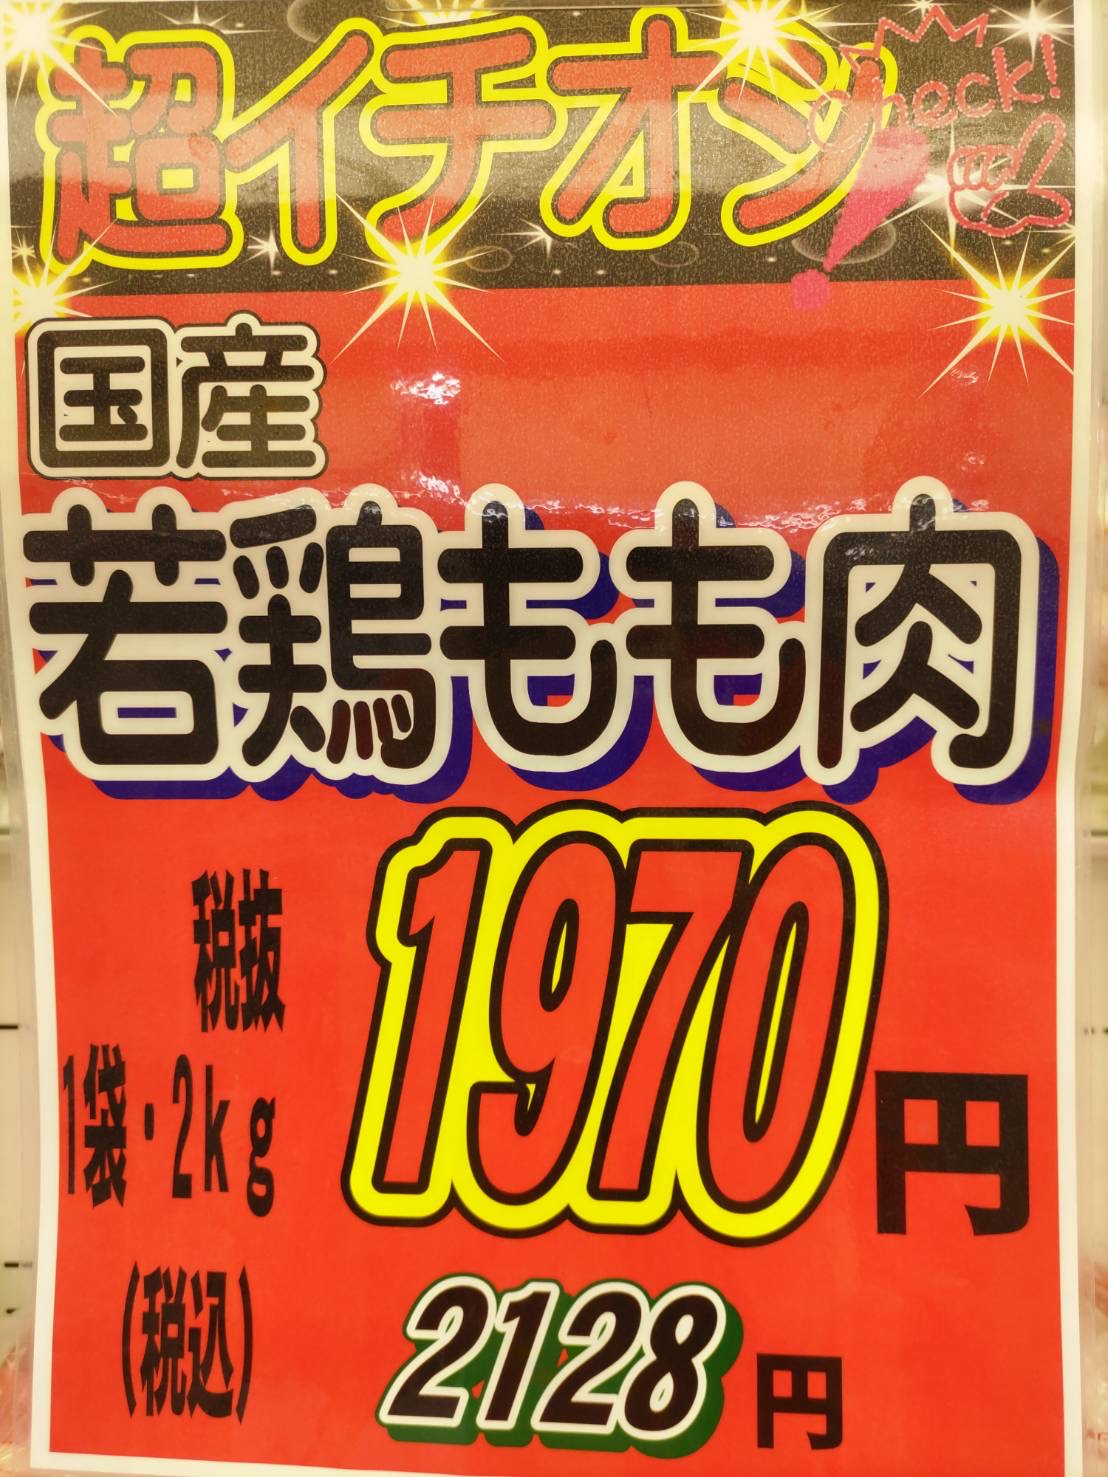 超イチオシ!
check!
国産
若鶏もも肉
税抜
1袋・2kg
1970円
(税込)
2128円